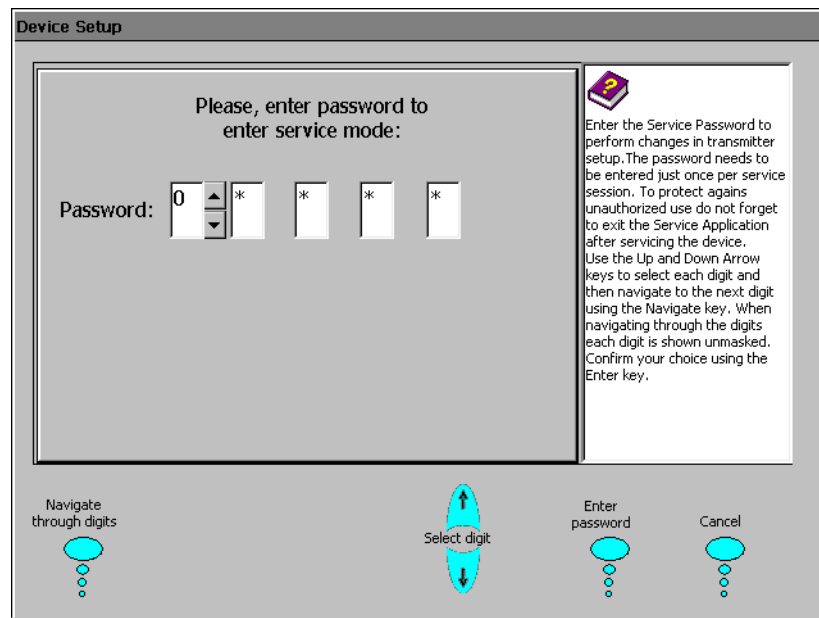 Device Setup
Please, enter password to
enter service mode:
Password:
0
*
*
*
*
?
Enter the Service Password to
perform changes in transmitter
setup.The password needs to
be entered just once per service
session. To protect agains
unauthorized use do not forget
to exit the Service Application
after servicing the device.
Use the Up and Down Arrow
keys to select each digit and
then navigate to the next digit
using the Navigate key. When
navigating through the digits
each digit is shown unmasked.
Confirm your choice using the
Enter key.
Navigate
through digits
Select digit
Enter
password
Cancel